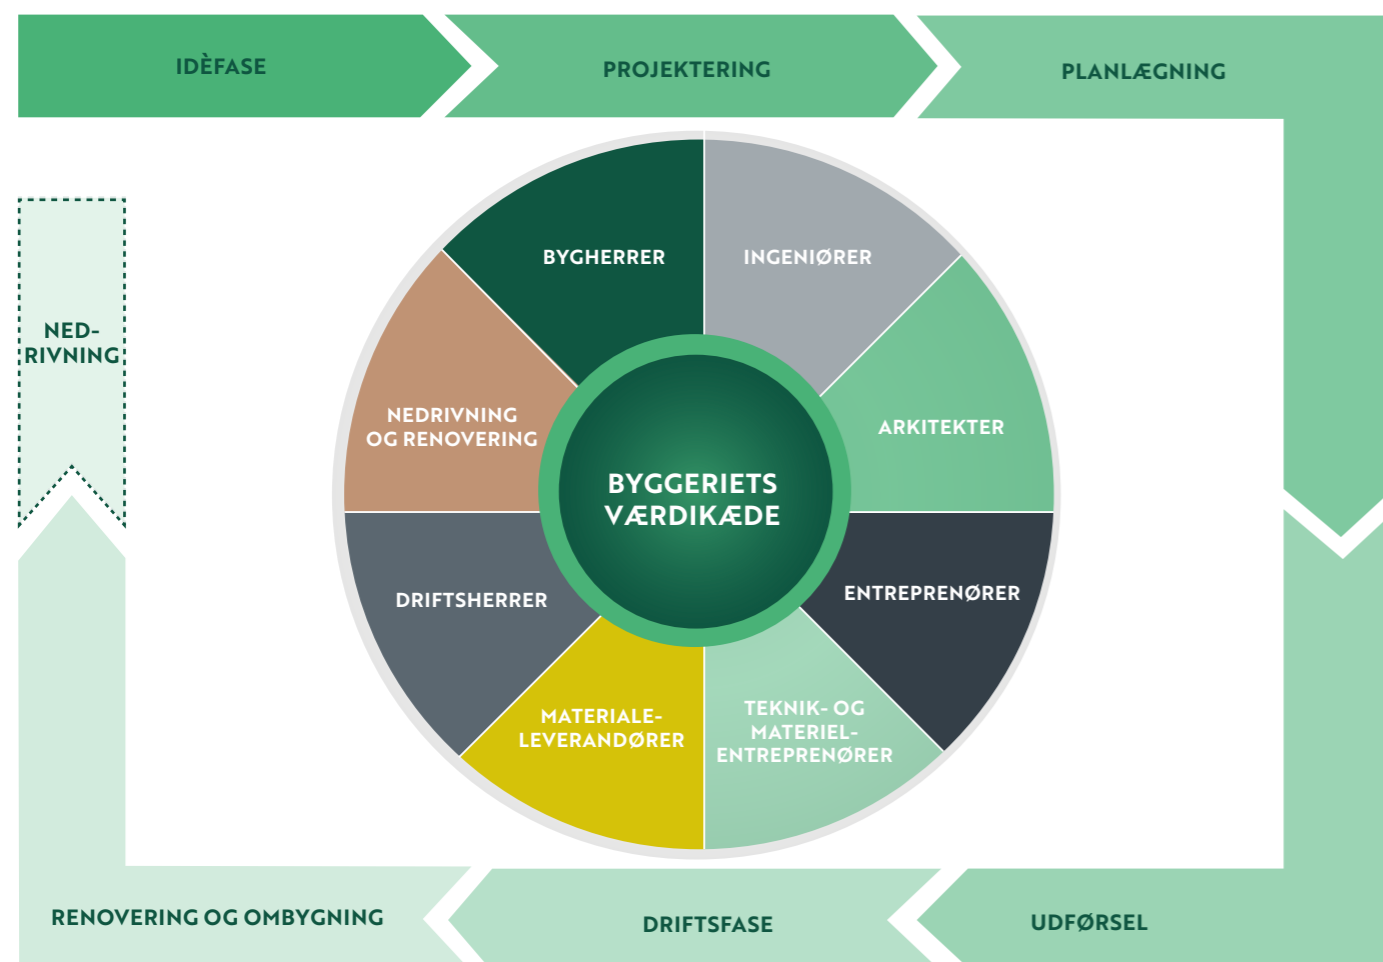 IDÈFASE
PROJEKTERING
PLANLÆGNING
BYGHERRER
INGENIØRER
NED-
RIVNING
NEDRIVNING
OG RENOVERING
ARKITEKTER
BYGGERIETS
VÆRDIKÆDE
DRIFTSHERRER
ENTREPRENØRER
MATERIALE-
LEVERANDØRER
TEKNIK- OG
MATERIEL-
ENTREPRENØRER
RENOVERING OG OMBYGNING
DRIFTSFASE
UDFØRSEL